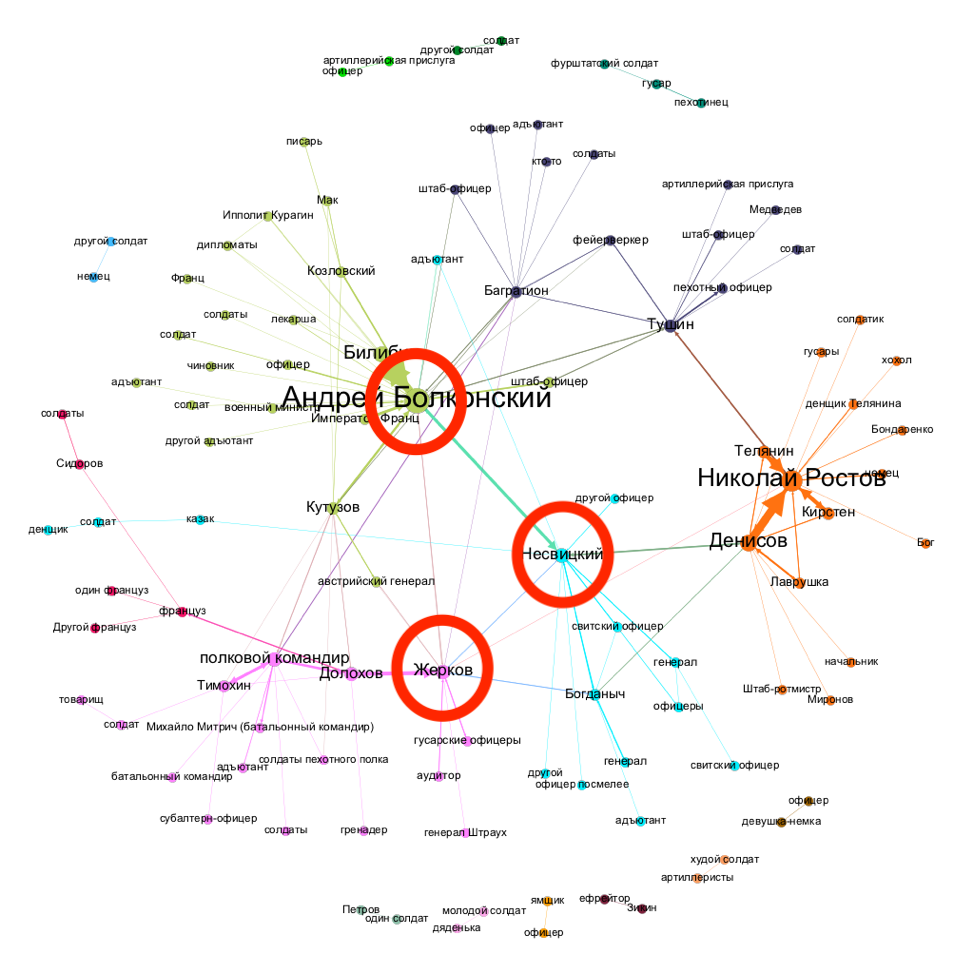 солдат
другой солдат
артиллерийская прислуга
офицер
фурштатский солдат
гусар
пехотинец
адъютант
офицер
писарь
кто-то
солдаты
штаб-офицер
артиллерийская прислуга
Мак
Ипполит Курагин
Медведев
другой солдат
дипломаты
фейерверкер
штаб-офицер
солдат
немец
Козловский
адъютант
Франц
Багратион
пехотный офицер
солдаты
лекарша
Тушин
солдатик
солдат
Билиби
гусары
чиновник
офицер
хохол
адъютант
штаб-офицер
Андрей Болконский
солдат
военный министр
денщик Телянина
солдаты
Император Франц
Бондаренко
другой адъютант
Телянин
Сидоров
Николай Ростов
немец
другой офицер
Кутузов
Кирстен
денщик
солдат
казак
Несвицкий
Денисов
Бог
австрийский генерал
Лаврушка
один француз
француз
Другой француз
свитский офицер
полковой командир
Жерков
генерал
начальник
Тимохин
Долохов
Богданыч
Штаб-ротмистр
товарищ
Миронов
офицеры
солдат
Михайло Митрич (батальонный командир)
гусарские офицеры
солдаты пехотного полка
генерал
адъютант
свитский офицер
батальонный командир
аудитор
другой
офицер посмелее
офицер
субалтерн-офицер
девушка-немка
адъютант
солдаты
гренадер
генерал Штраух
худой солдат
артиллеристы
ямщик
ефрейтор
Петров
молодой солдат
Зикин
один солдат
дяденька
офицер